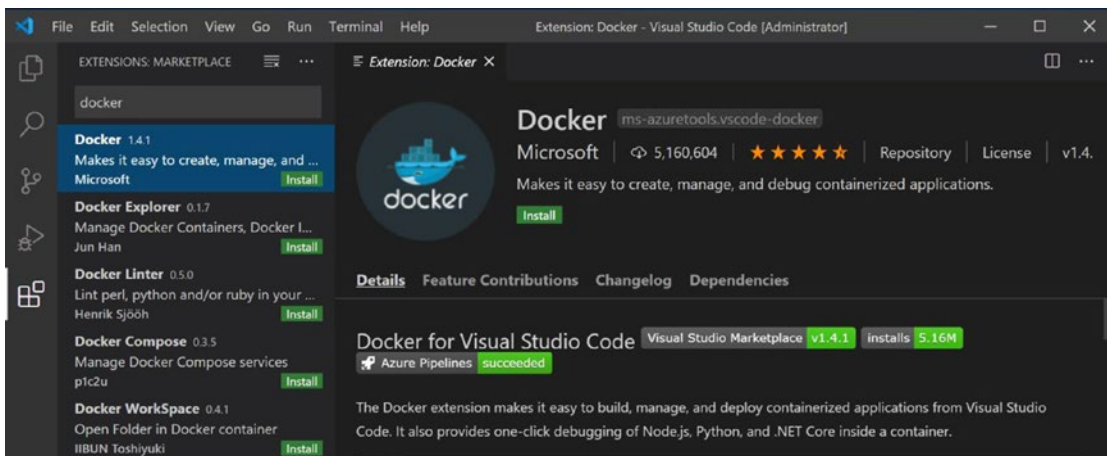 File Edit Selection View Go Run Terminal Help Extension: Docker - Visual Studio Code [Administrator]
EXTENSIONS: MARKETPLACE
docker
Docker 1.4.1
Makes it easy to create, manage, and ...
Microsoft Install
Docker Explorer 0.1.7
Manage Docker Containers, Docker I...
Jun Han Install
Docker Linter 0.5.0
Lint perl, python and/or ruby in your ...
Henrik Sjööh Install
Docker Compose 0.3.5
Manage Docker Compose services
p1c2u Install
Docker WorkSpace 0.4.1
Open Folder in Docker container
IIBUN Toshiyuki Install
Extension: Docker
docker
Docker ms-azuretools.vscode-docker
Microsoft 5,160,604 Repository License v1.4.
Makes it easy to create, manage, and debug containerized applications.
Install
Details Feature Contributions Changelog Dependencies
Docker for Visual Studio Code Visual Studio Marketplace v1.4.1 installs 5.16M
Azure Pipelines succeeded
The Docker extension makes it easy to build, manage, and deploy containerized applications from Visual Studio
Code. It also provides one-click debugging of Node.js, Python, and .NET Core inside a container.